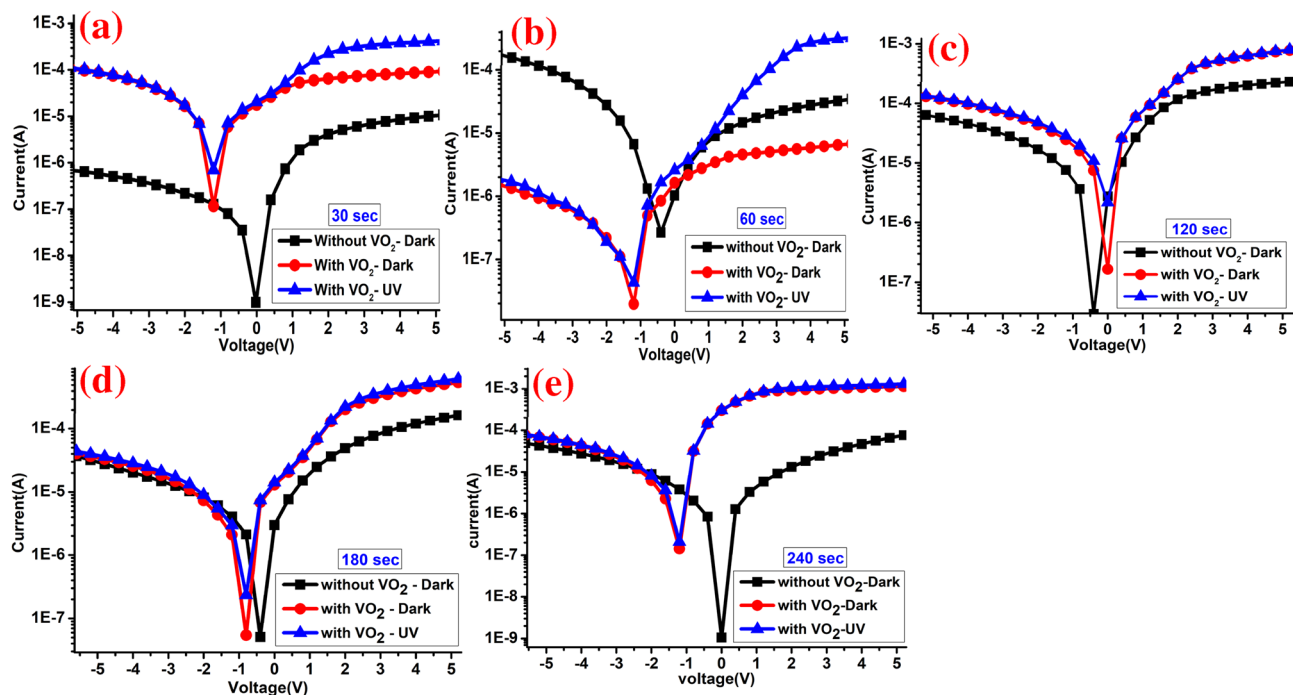 (a)
1E-3
1E-4
1E-5
1E-6
1E-7
1E-8
1E-9
Current(A)
30 sec
Without VO2- Dark
With VO2- Dark
With VO2- UV
-5 -4 -3 -2 -1 0 1 2 3 4 5
Voltage(V)
(b)
1E-4
1E-5
1E-6
1E-7
Current(A)
60 sec
without VO2- Dark
with VO2- Dark
with VO2- UV
-5 -4 -3 -2 -1 0 1 2 3 4 5
Voltage(V)
(c)
1E-3
1E-4
1E-5
1E-6
1E-7
Current(A)
120 sec
without VO2- Dark
with VO2- Dark
with VO2- UV
-5 -4 -3 -2 -1 0 1 2 3 4 5
Voltage(V)
(d)
1E-4
1E-5
1E-6
1E-7
Current(A)
180 sec
without VO2 - Dark
with VO2 - Dark
with VO2 - UV
-5 -4 -3 -2 -1 0 1 2 3 4 5
Voltage(V)
(e)
1E-3
1E-4
1E-5
1E-6
1E-7
1E-8
1E-9
current(A)
240 sec
without VO2-Dark
with VO2-Dark
with VO2-UV
-5 -4 -3 -2 -1 0 1 2 3 4 5
voltage(V)